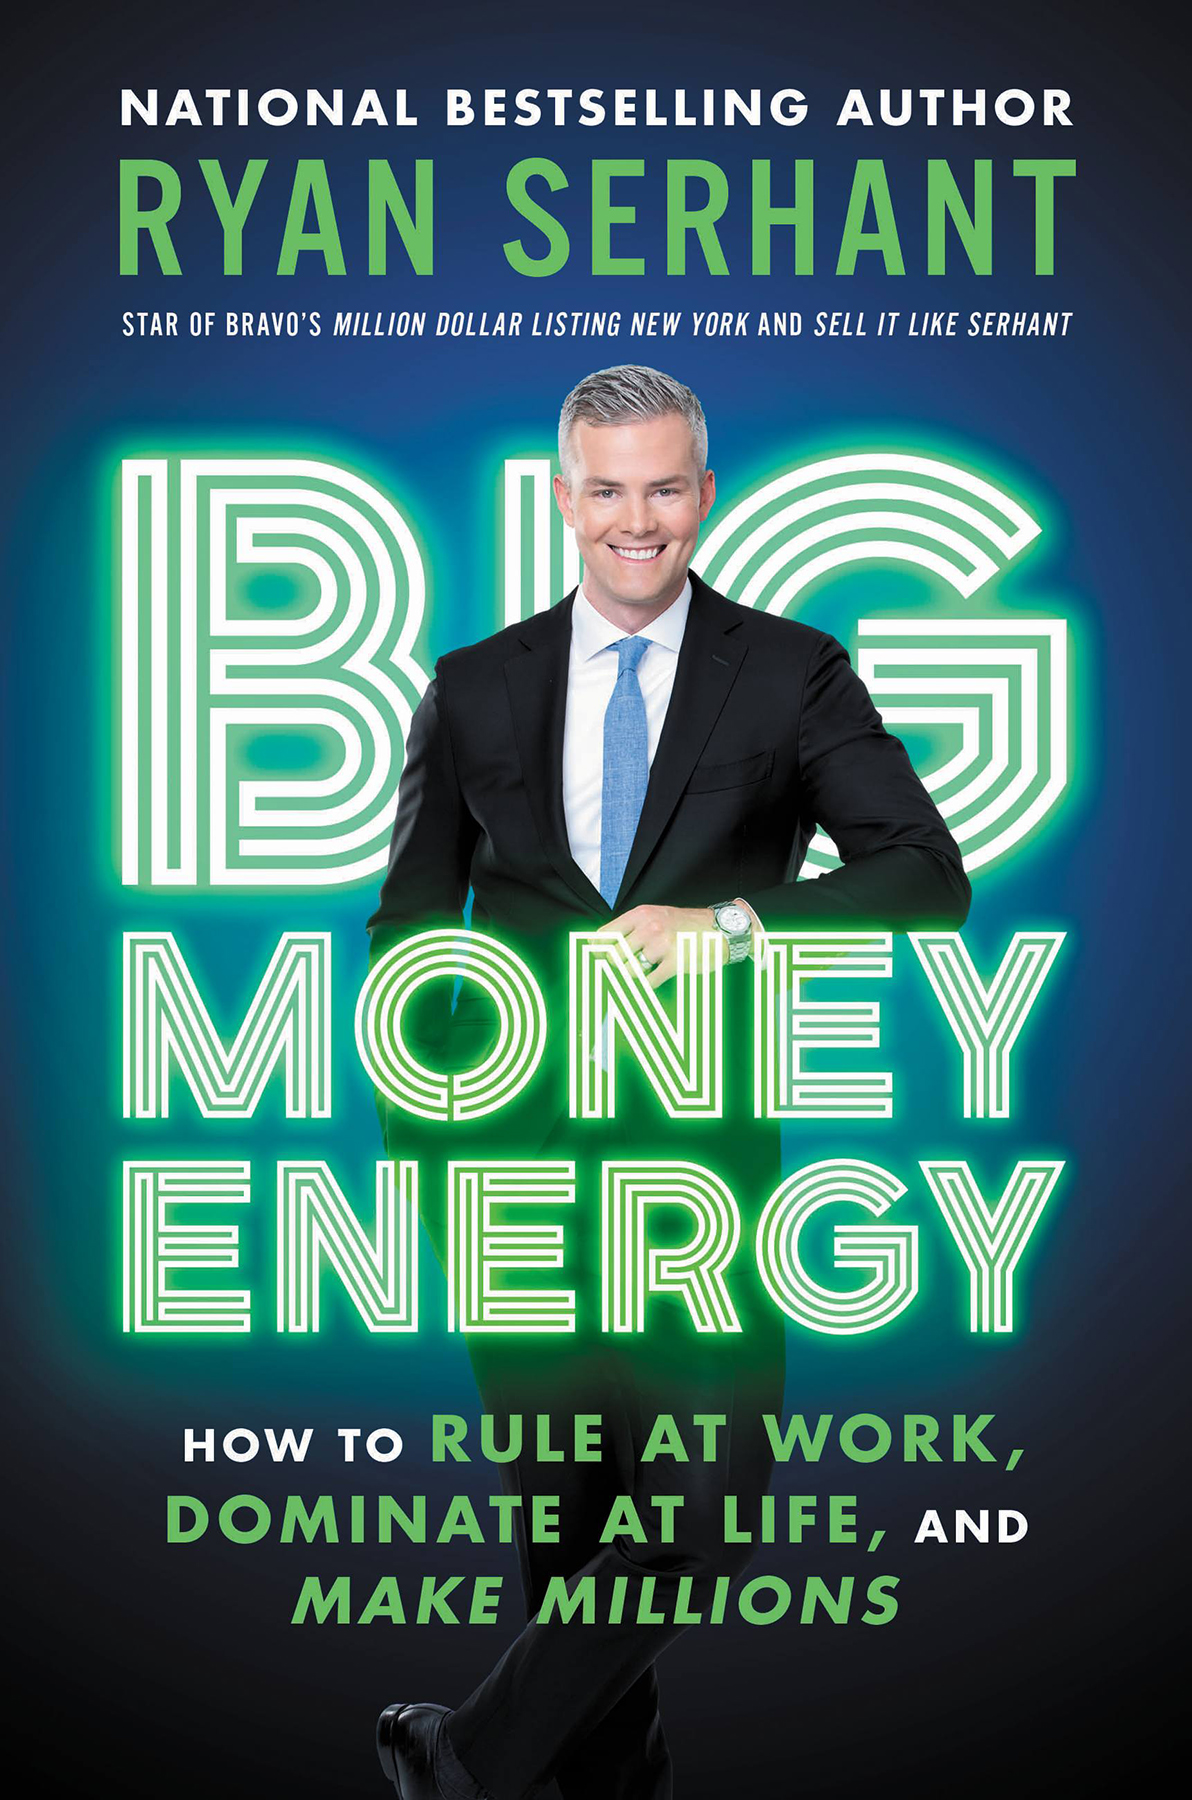 NATIONAL BESTSELLING AUTHOR
RYAN SERHANT
STAR OF BRAVO'S MILLION DOLLAR LISTING NEW YORK AND SELL IT LIKE SERHANT
BIG
MONEY
ENERGY
HOW TO RULE AT WORK,
DOMINATE AT LIFE, AND
MAKE MILLIONS